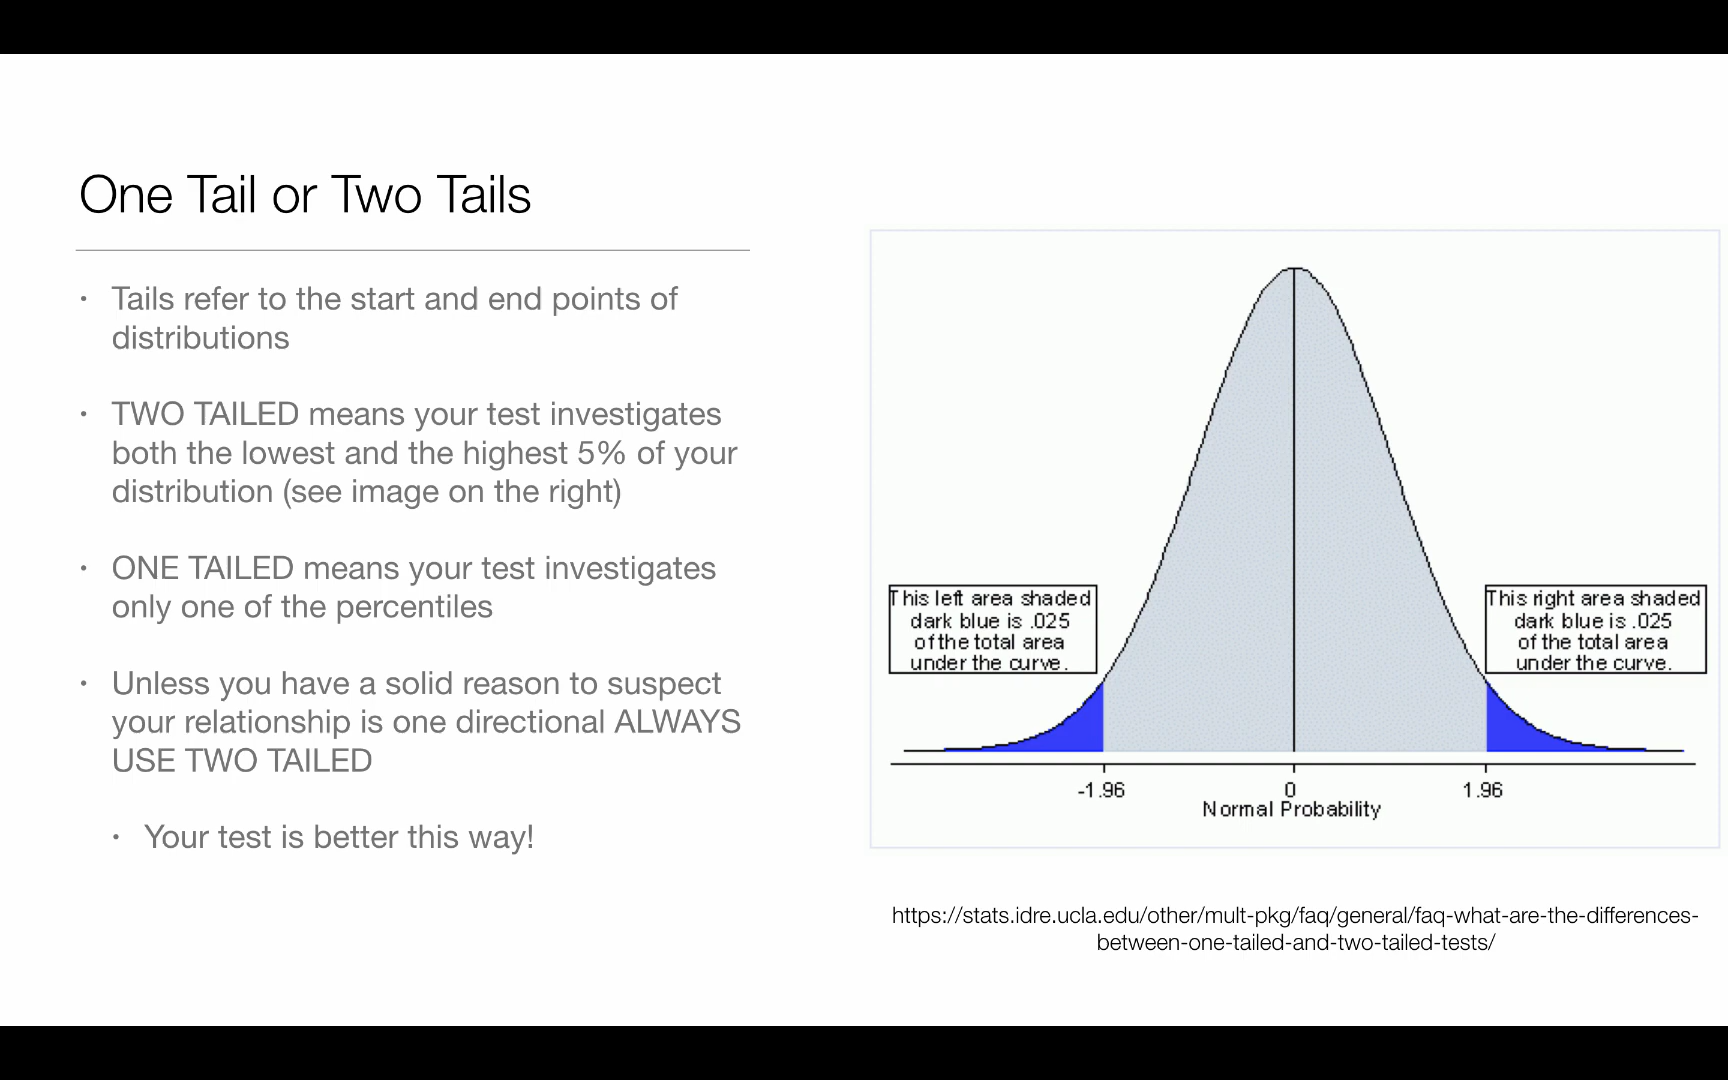 One Tail or Two Tails
• Tails refer to the start and end points of
distributions
• TWO TAILED means your test investigates
both the lowest and the highest 5% of your
distribution (see image on the right)
• ONE TAILED means your test investigates
only one of the percentiles
• Unless you have a solid reason to suspect
your relationship is one directional ALWAYS
USE TWO TAILED
• Your test is better this way!
This left area shaded
dark blue is .025
of the total area
under the curve.
This right area shaded
dark blue is .025
of the total area
under the curve.
-1.96 0 1.96
Normal Probability
https://stats.idre.ucla.edu/other/mult-pkg/faq/general/faq-what-are-the-differences-
between-one-tailed-and-two-tailed-tests/